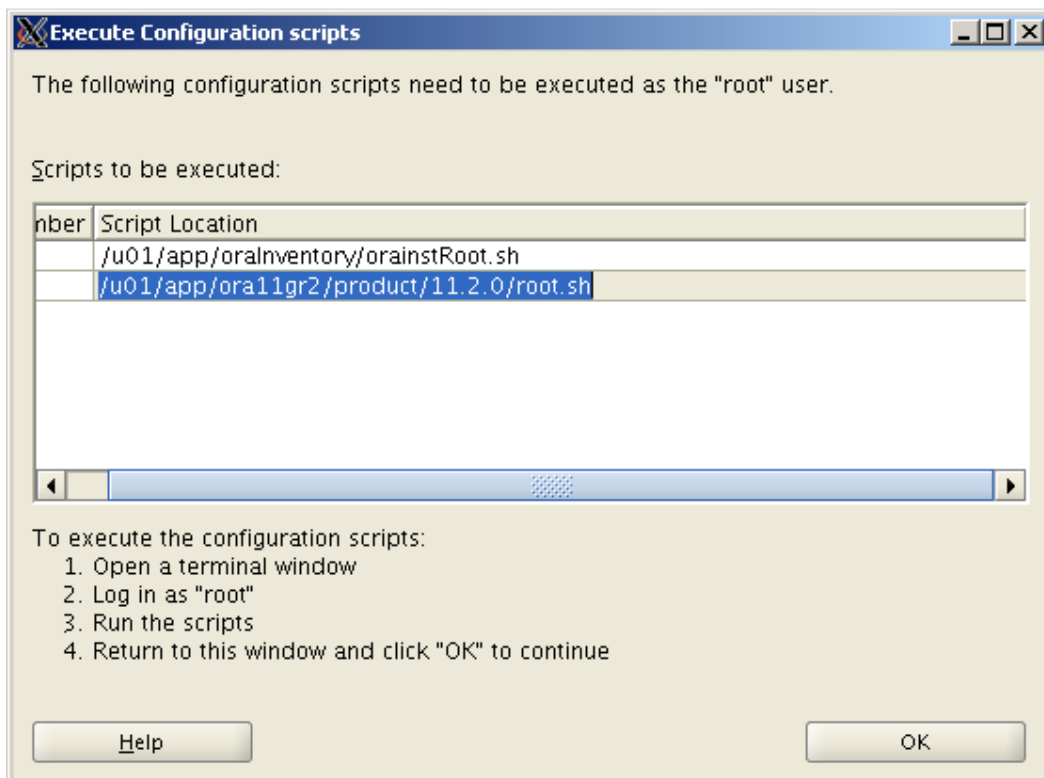 Execute Configuration scripts
The following configuration scripts need to be executed as the "root" user.
Scripts to be executed:
nber Script Location
/u01/app/oraInventory/orainstRoot.sh
/u01/app/ora11gr2/product/11.2.0/root.sh
To execute the configuration scripts:
1. Open a terminal window
2. Log in as "root"
3. Run the scripts
4. Return to this window and click "OK" to continue
Help OK